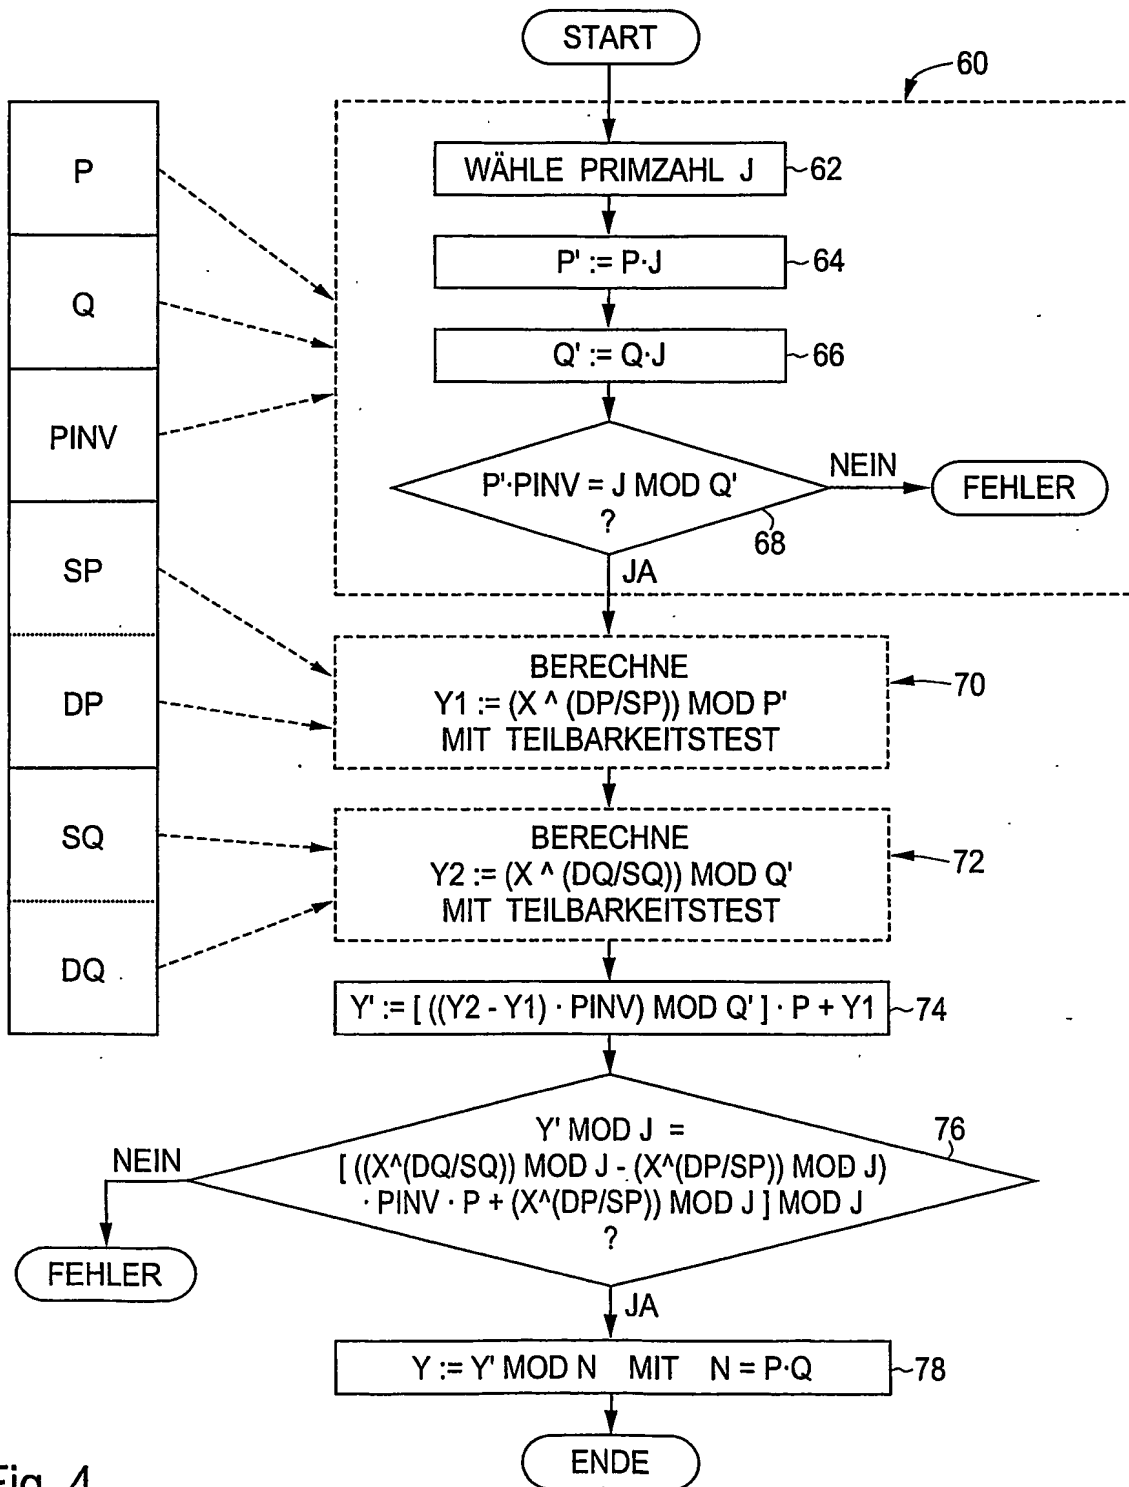 START
60
P
Q
PINV
SP
DP
SQ
DQ
WÄHLE PRIMZAHL J
62
P' := P·J
64
Q' := Q·J
66
P'·PINV = J MOD Q'
?
68
NEIN
FEHLER
JA
BERECHNE
Y1 := (X ^ (DP/SP)) MOD P'
MIT TEILBARKEITSTEST
70
BERECHNE
Y2 := (X ^ (DQ/SQ)) MOD Q'
MIT TEILBARKEITSTEST
72
Y' := [ ((Y2 - Y1) · PINV) MOD Q' ] · P + Y1
74
Y' MOD J =
[ ((X^(DQ/SQ)) MOD J - (X^(DP/SP)) MOD J)
· PINV · P + (X^(DP/SP)) MOD J ] MOD J
?
76
NEIN
FEHLER
JA
Y := Y' MOD N MIT N = P·Q
78
ENDE
Fig. 4